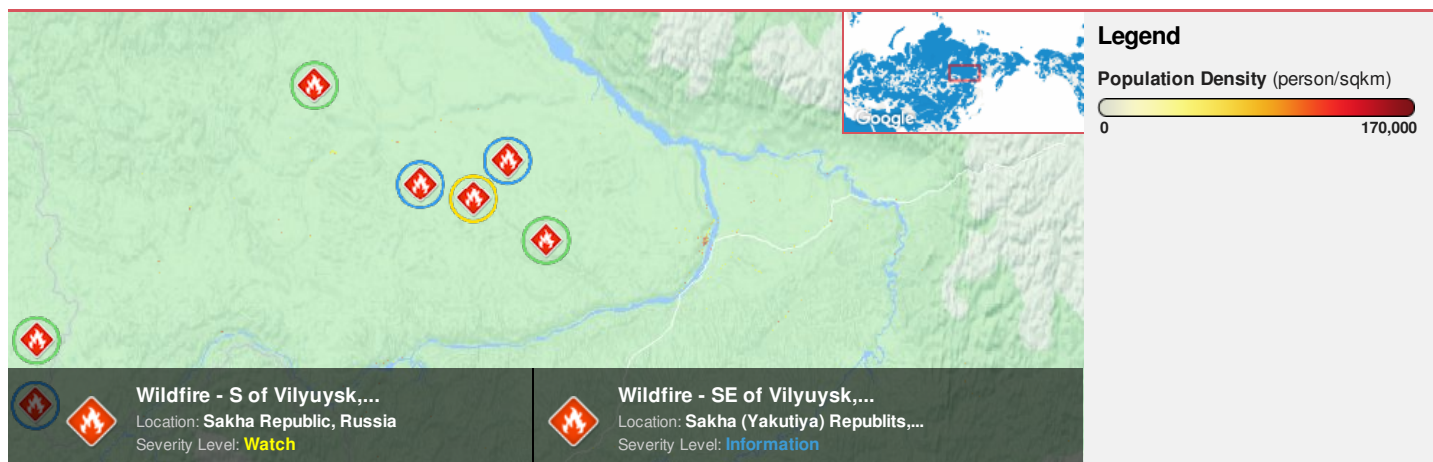 Google
Legend
Population Density (person/sqkm)
0 170,000
Wildfire - S of Vilyuysk,...
Location: Sakha Republic, Russia
Severity Level: Watch
Wildfire - SE of Vilyuysk,...
Location: Sakha (Yakutiya) Republits,...
Severity Level: Information